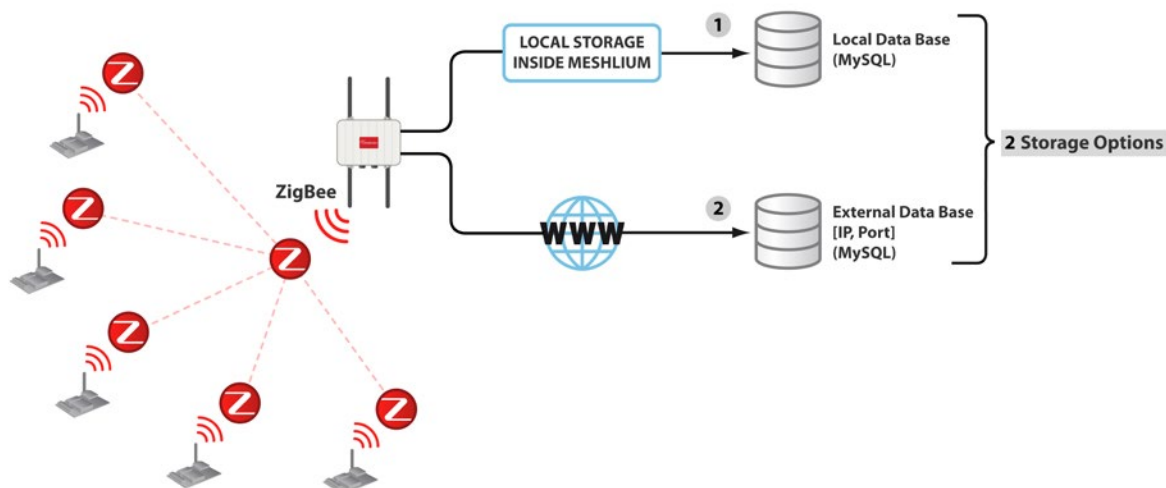 1
LOCAL STORAGE
INSIDE MESHLIUM
Local Data Base
(MySQL)
2 Storage Options
ZigBee
2
WWW
External Data Base
[IP, Port]
(MySQL)
Z
Z
Z
Z
Z
Z